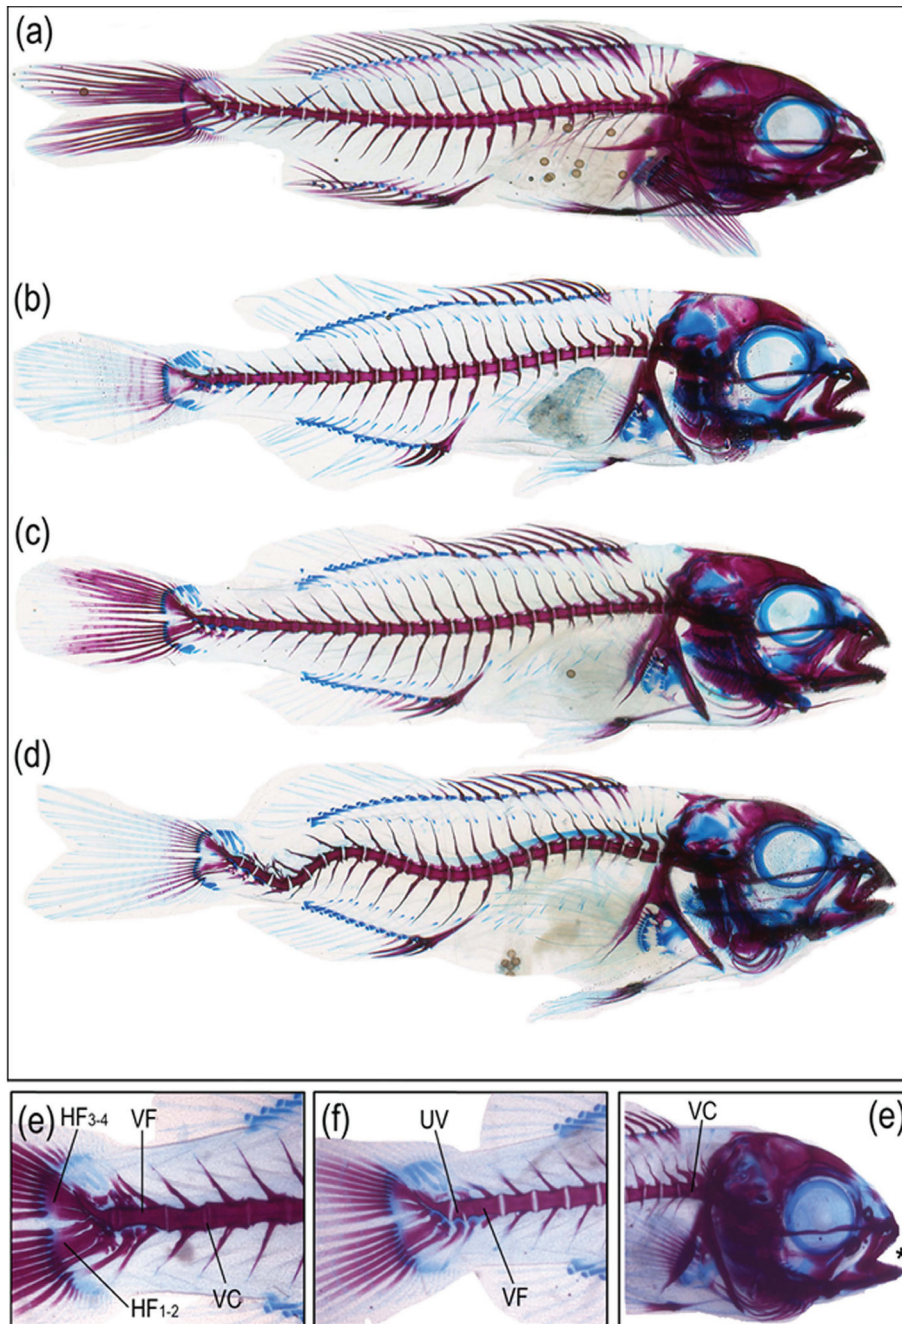 (a)
(b)
(c)
(d)
(e) HF3-4 VF
VC
HF1-2
(f) UV
VF
VC (e)
*